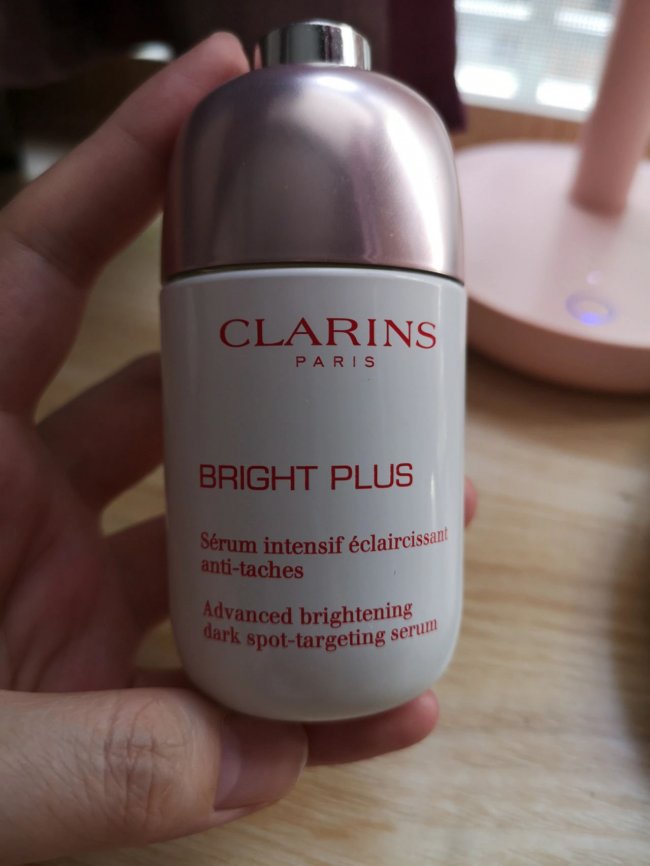 CLARINS
PARIS
BRIGHT PLUS
Sérum intensif éclaircissant
anti-taches
Advanced brightening
dark spot-targeting serum